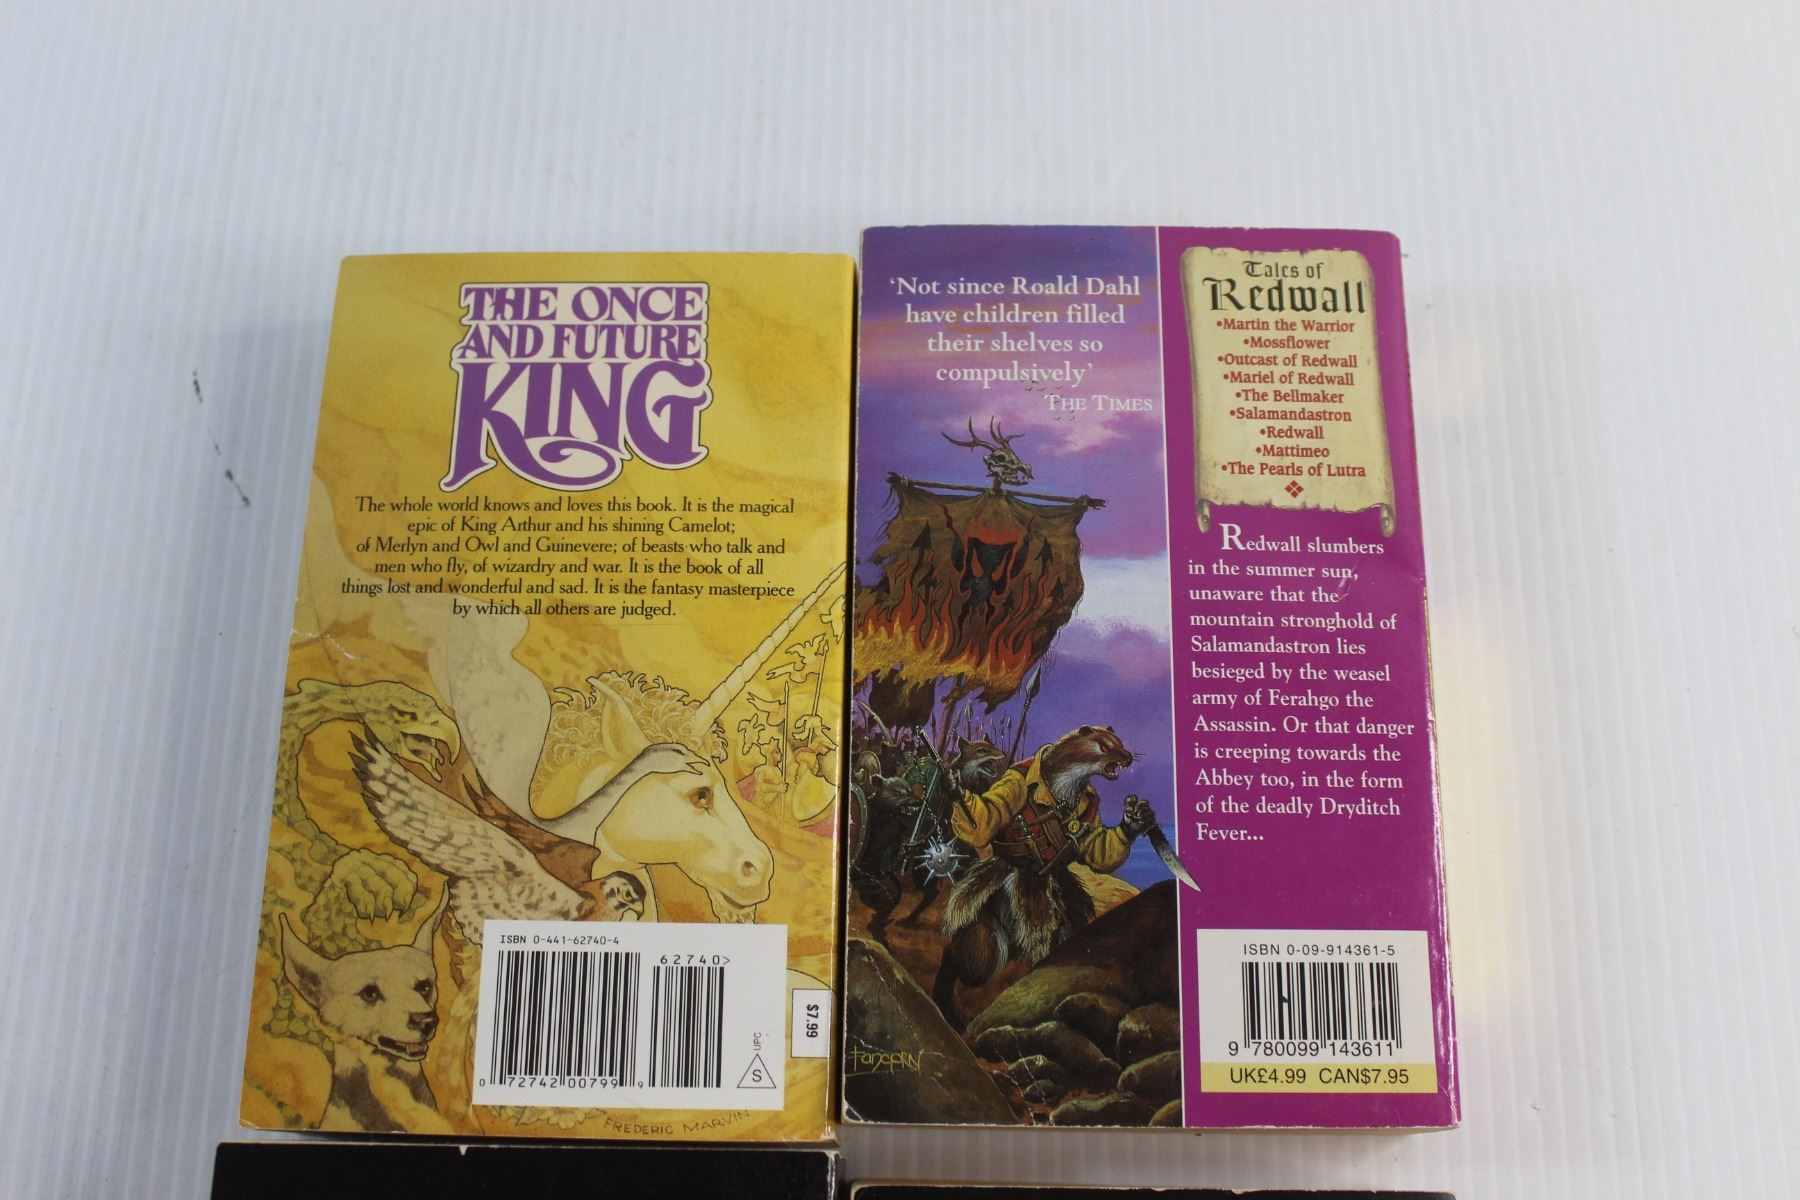 THE ONCE
AND FUTURE
KING
The whole world knows and loves this book. It is the magical
epic of King Arthur and his shining Camelot;
of Merlyn and Owl and Guinevere; of beasts who talk and
men who fly, of wizardry and war. It is the book of all
things lost and wonderful and sad. It is the fantasy masterpiece
by which all others are judged.
ISBN 0-441-62740-4
62740>
0 72742 00799 9
UPC
S
$7.99
FREDERIC MARVIN
'Not since Roald Dahl
have children filled
their shelves so
compulsively'
THE TIMES
Fangorn
Tales of
Redwall
•Martin the Warrior
•Mossflower
•Outcast of Redwall
•Mariel of Redwall
•The Bellmaker
•Salamandastron
•Redwall
•Mattimeo
•The Pearls of Lutra
Redwall slumbers
in the summer sun,
unaware that the
mountain stronghold of
Salamandastron lies
besieged by the weasel
army of Ferahgo the
Assassin. Or that danger
is creeping towards the
Abbey too, in the form
of the deadly Dryditch
Fever...
ISBN 0-09-914361-5
9 780099 143611
UK£4.99 CAN$7.95